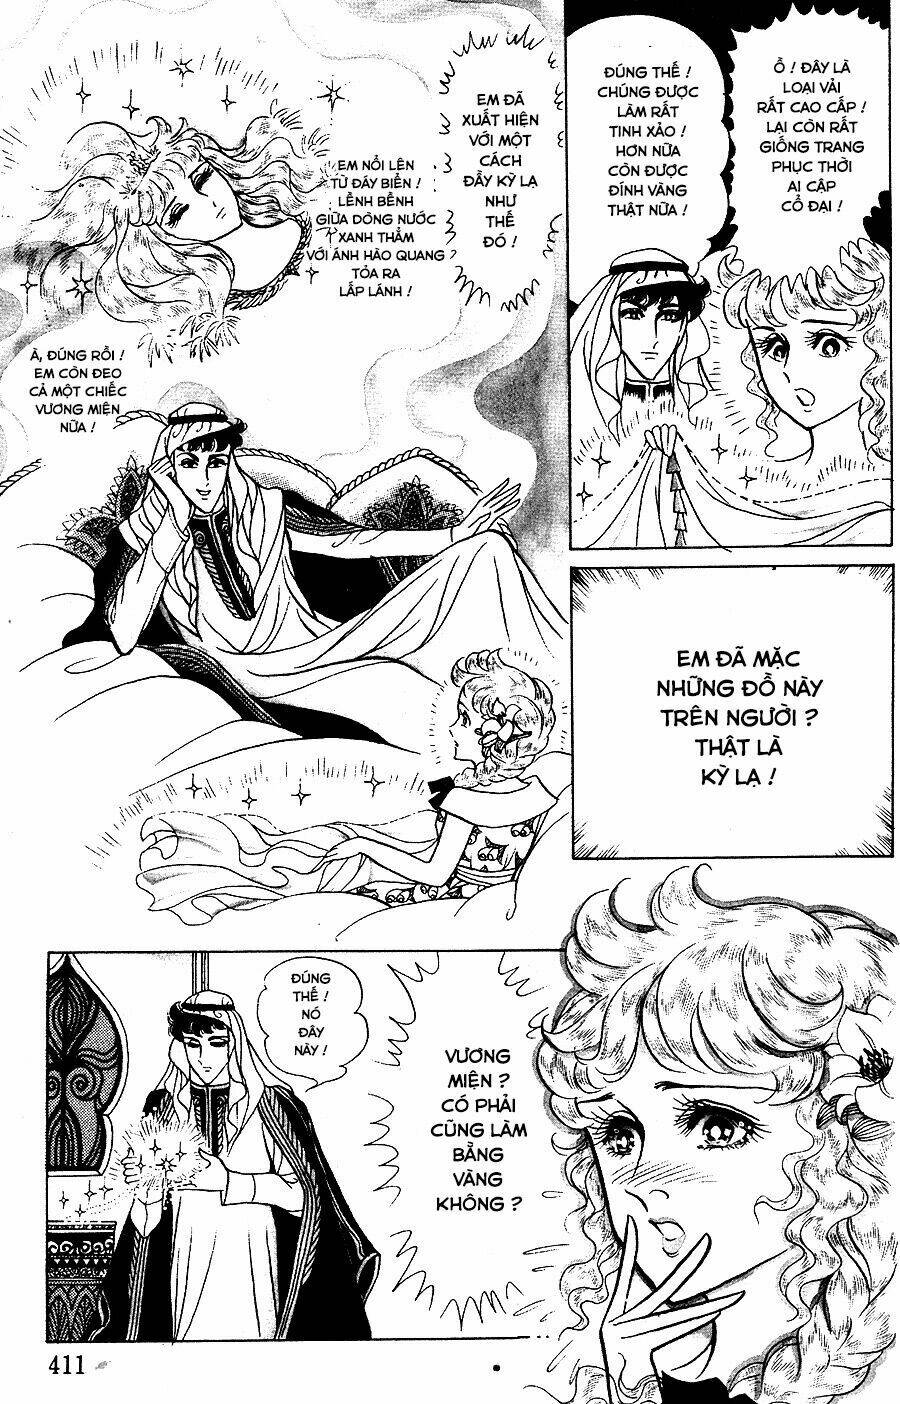 Ồ ! ĐÂY LÀ
LOẠI VẢI
RẤT CAO CẤP !
LẠI CÒN RẤT
GIỐNG TRANG
PHỤC THỜI
AI CẬP
CỔ ĐẠI !
ĐÚNG THẾ !
CHÚNG ĐƯỢC
LÀM RẤT
TINH XẢO !
HƠN NỮA
CÒN ĐƯỢC
ĐÍNH VÀNG
THẬT NỮA !
EM ĐÃ MẶC
NHỮNG ĐỒ NÀY
TRÊN NGƯỜI ?
THẬT LÀ
KỲ LẠ !
EM ĐÃ
XUẤT HIỆN
VỚI MỘT
CÁCH
ĐẦY KỲ LẠ
NHƯ
THẾ
ĐÓ !
EM NỔI LÊN
TỪ ĐÁY BIỂN !
LỀNH BỀNH
GIỮA DÒNG NƯỚC
XANH THẲM
VỚI ÁNH HÀO QUANG
TỎA RA
LẤP LÁNH !
À, ĐÚNG RỒI !
EM CÒN ĐEO
CẢ MỘT CHIẾC
VƯƠNG MIỆN
NỮA !
VƯƠNG
MIỆN ?
CÓ PHẢI
CŨNG LÀM
BẰNG
VÀNG
KHÔNG ?
ĐÚNG
THẾ !
NÓ
ĐÂY
NÀY !
411